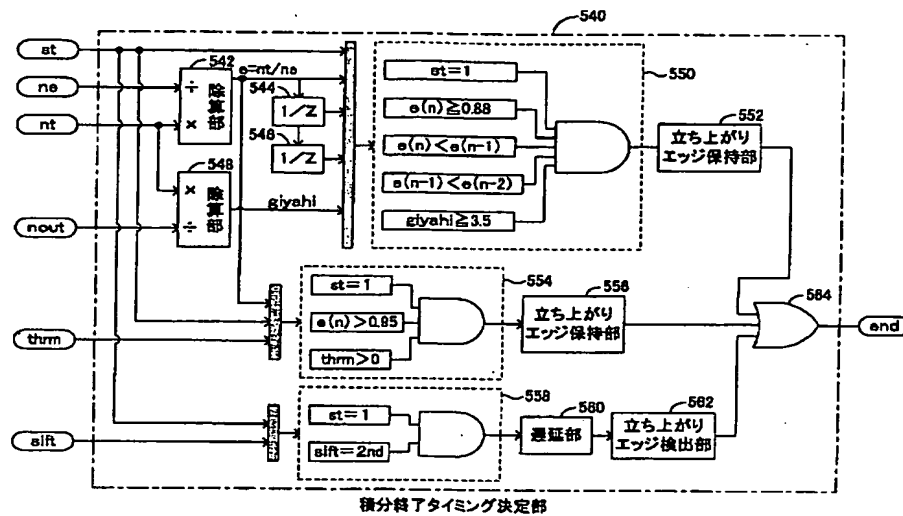 540
st
ne
nt
nout
thrm
sift
542
÷
×
除算部
e=nt/ne
544
1/Z
546
1/Z
548
×
÷
除算部
giyahi
550
st=1
e(n)≧0.88
e(n)<e(n-1)
e(n-1)<e(n-2)
giyahi≧3.5
552
立ち上がり
エッジ保持部
554
st=1
e(n)>0.95
thrm>0
556
立ち上がり
エッジ保持部
558
st=1
sift=2nd
560
遅延部
562
立ち上がり
エッジ検出部
564
end
積分終了タイミング決定部